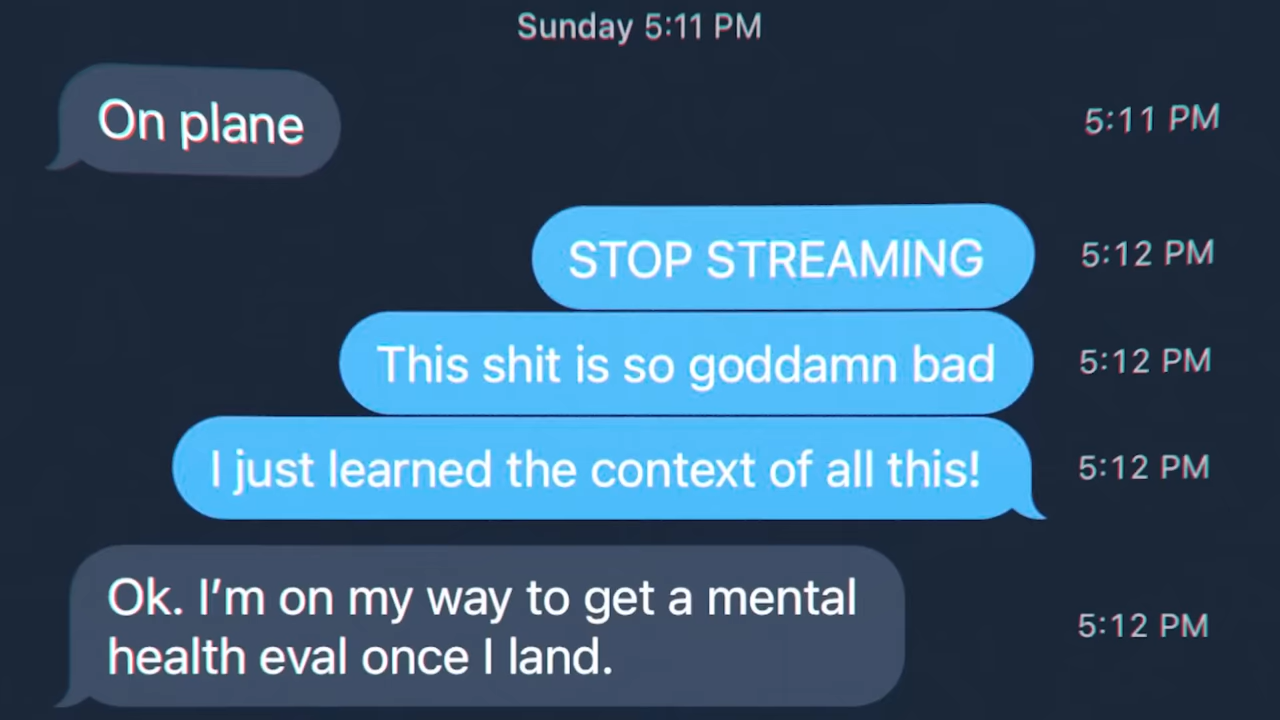 Sunday 5:11 PM
On plane
5:11 PM
STOP STREAMING
5:12 PM
This shit is so goddamn bad
5:12 PM
I just learned the context of all this!
5:12 PM
Ok. I'm on my way to get a mental
health eval once I land.
5:12 PM